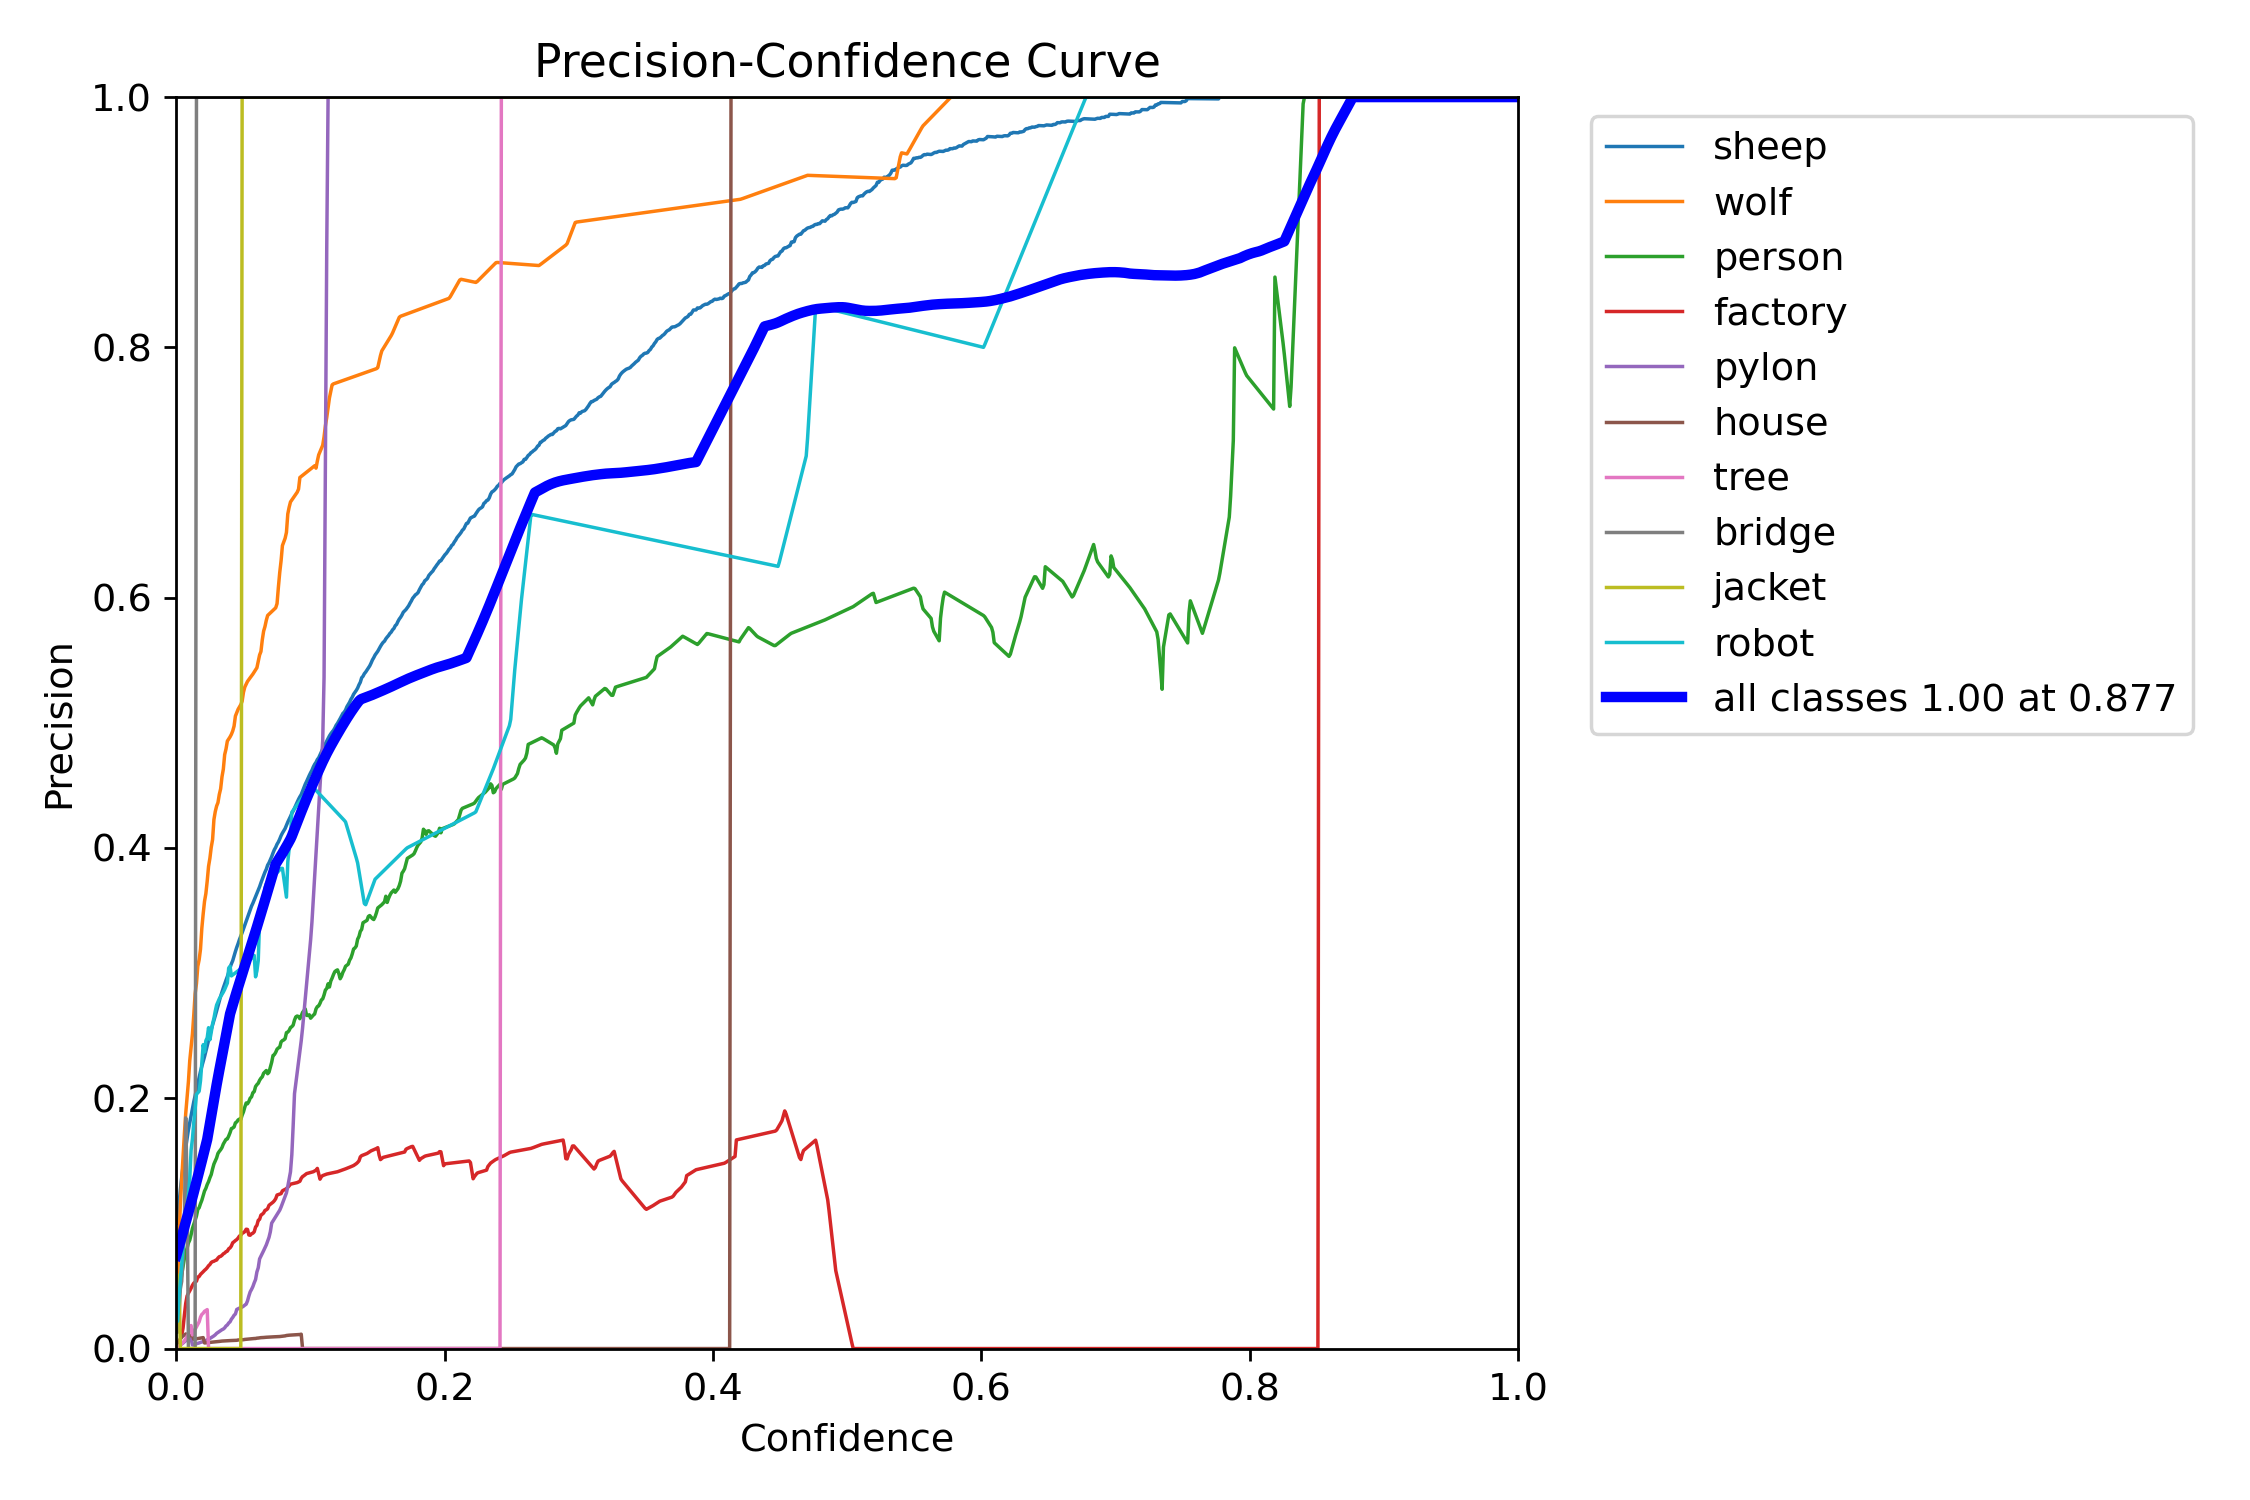 Precision-Confidence Curve
1.0
0.8
0.6
0.4
0.2
0.0
Precision
0.0 0.2 0.4 0.6 0.8 1.0
Confidence
sheep
wolf
person
factory
pylon
house
tree
bridge
jacket
robot
all classes 1.00 at 0.877